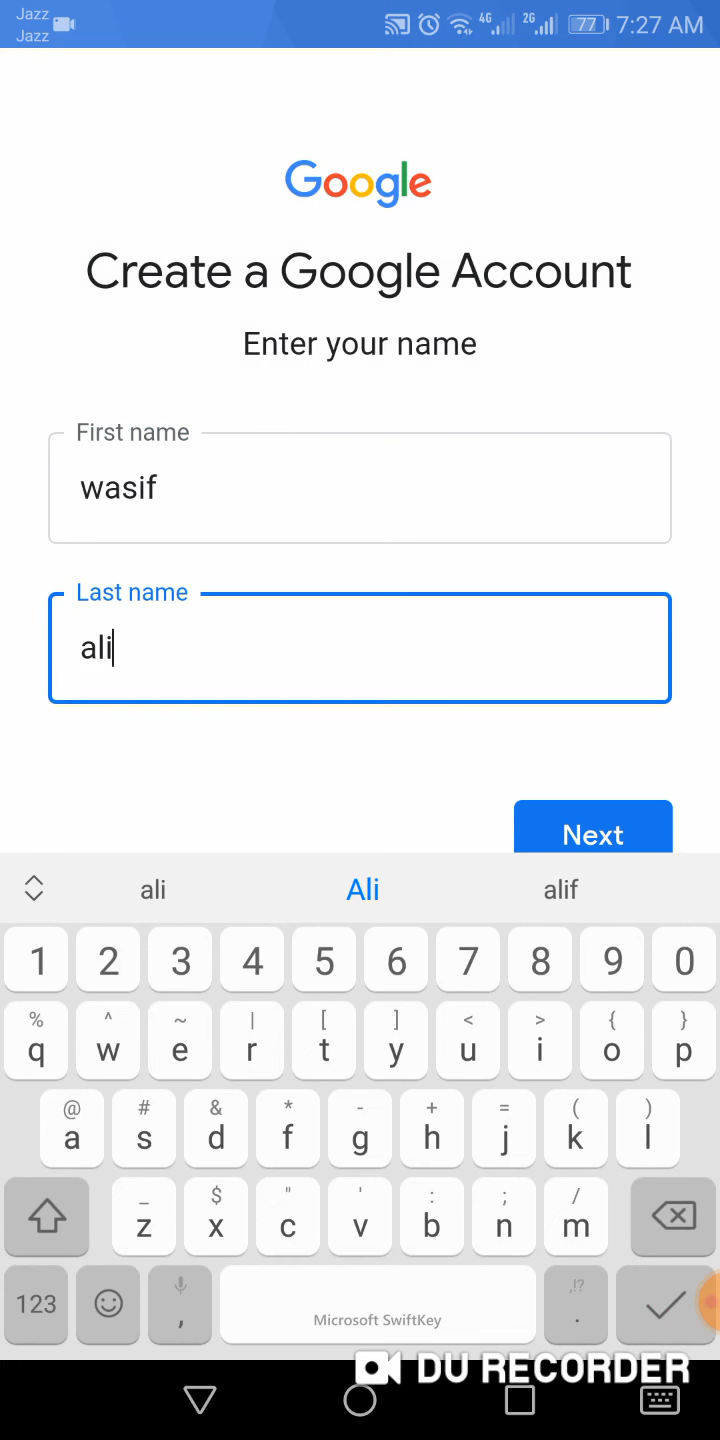 Jazz
Jazz
4G 2G 77 7:27 AM
Google
Create a Google Account
Enter your name
First name
wasif
Last name
ali
Next
ali Ali alif
1 2 3 4 5 6 7 8 9 0
% ^ ~ | [ ] < > { }
q w e r t y u i o p
@ # & * - + = ( )
a s d f g h j k l
_ $ " ' : ; /
z x c v b n m
,!?
123 , Microsoft SwiftKey .
DU RECORDER